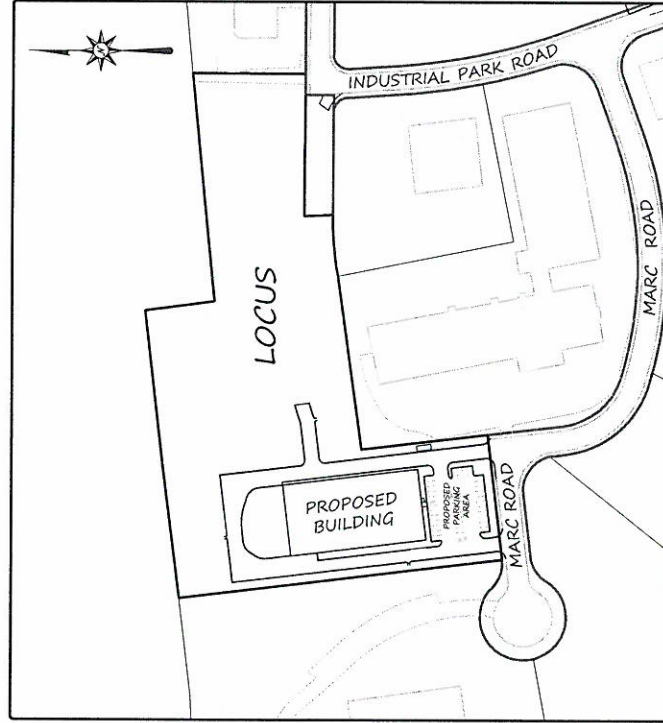 INDUSTRIAL PARK ROAD
LOCUS
MARC ROAD
PROPOSED
BUILDING
PROPOSED
PARKING
AREA
MARC ROAD